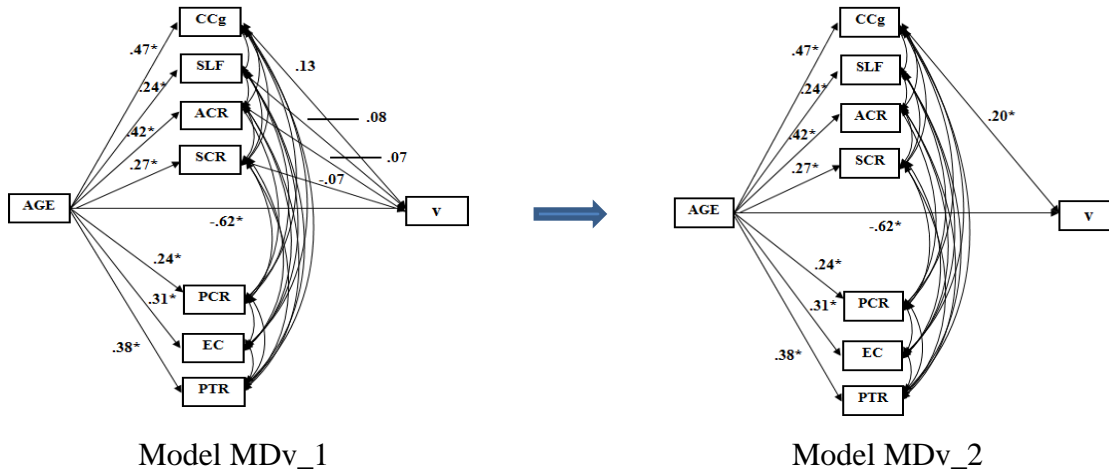 CCg
.47*
.13
SLF
.24*
ACR
.08
.42*
SCR
.07
.27*
-.07
AGE
v
-.62*
.24*
PCR
.31*
EC
.38*
PTR
Model MDv_1
CCg
.47*
SLF
.24*
ACR
.20*
.42*
SCR
.27*
AGE
v
-.62*
.24*
PCR
.31*
EC
.38*
PTR
Model MDv_2